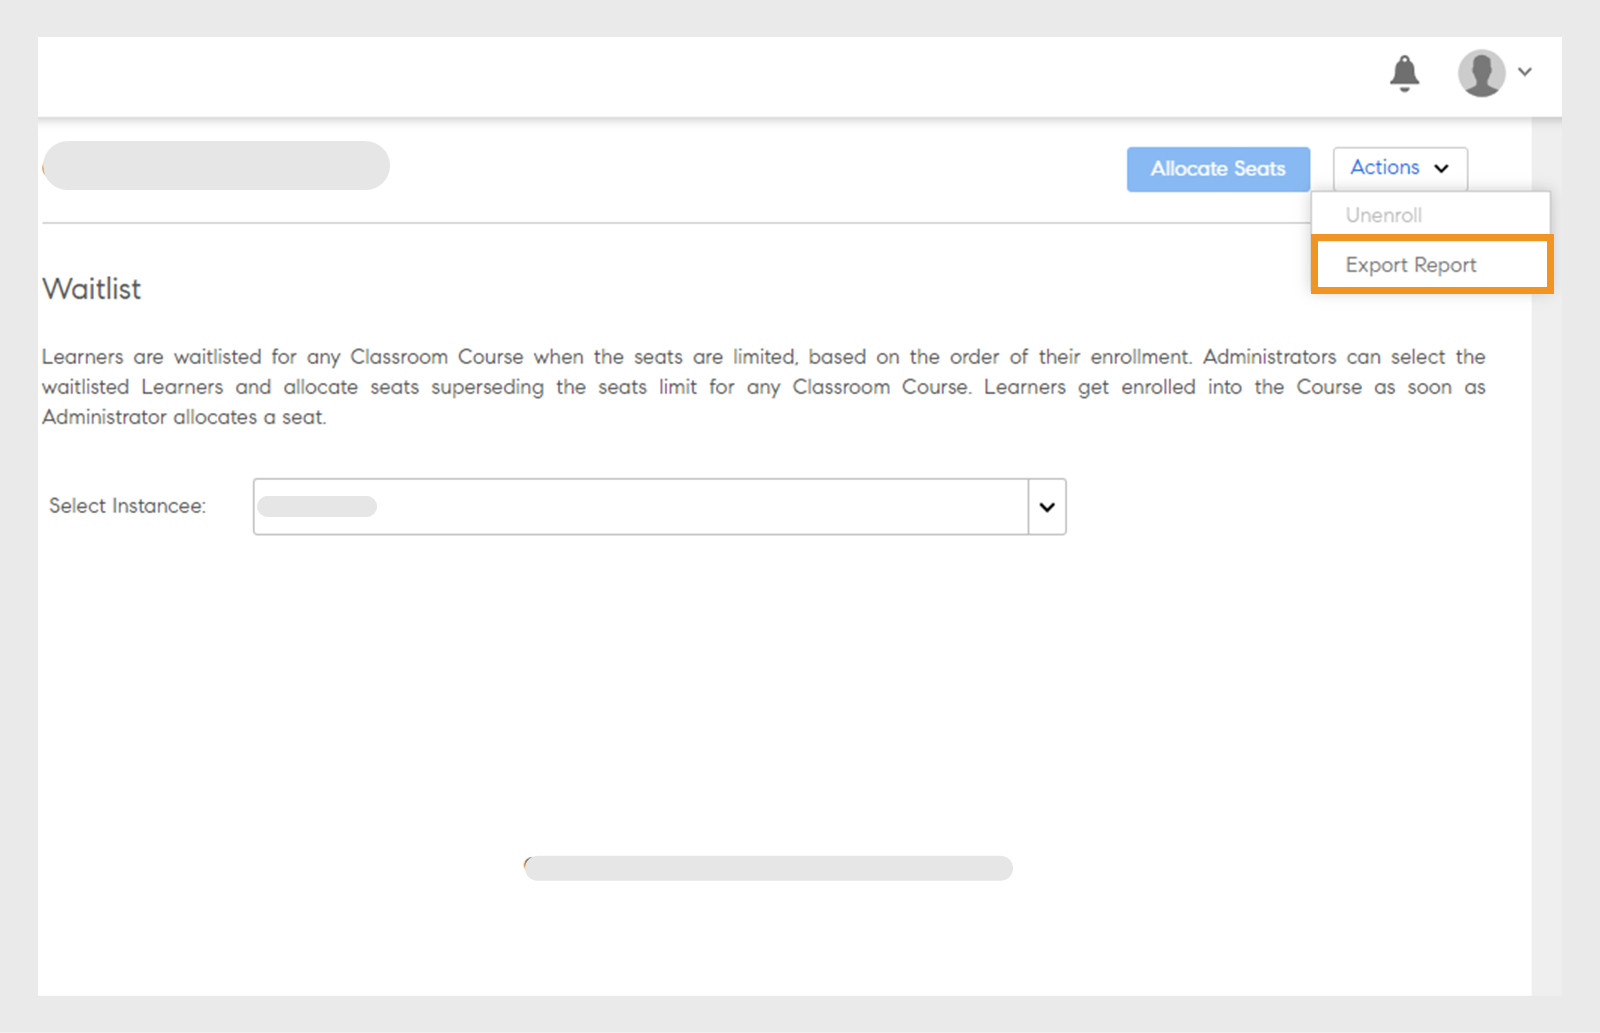 Allocate Seats
Actions
Unenroll
Export Report
Waitlist
Learners are waitlisted for any Classroom Course when the seats are limited, based on the order of their enrollment. Administrators can select the
waitlisted Learners and allocate seats superseding the seats limit for any Classroom Course. Learners get enrolled into the Course as soon as
Administrator allocates a seat.
Select Instancee: